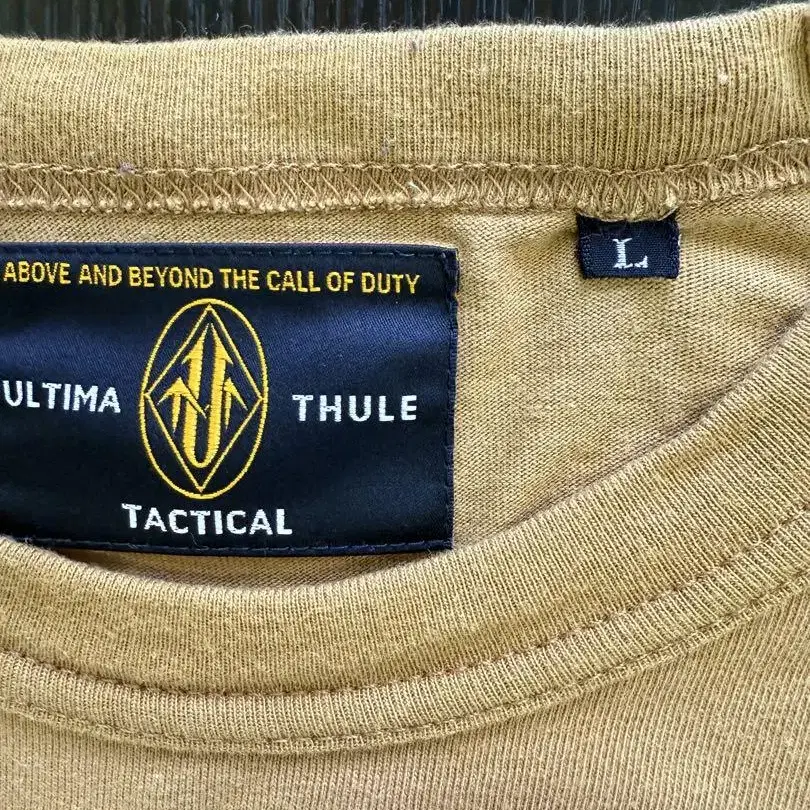 ABOVE AND BEYOND THE CALL OF DUTY
ULTIMA THULE
TACTICAL
L